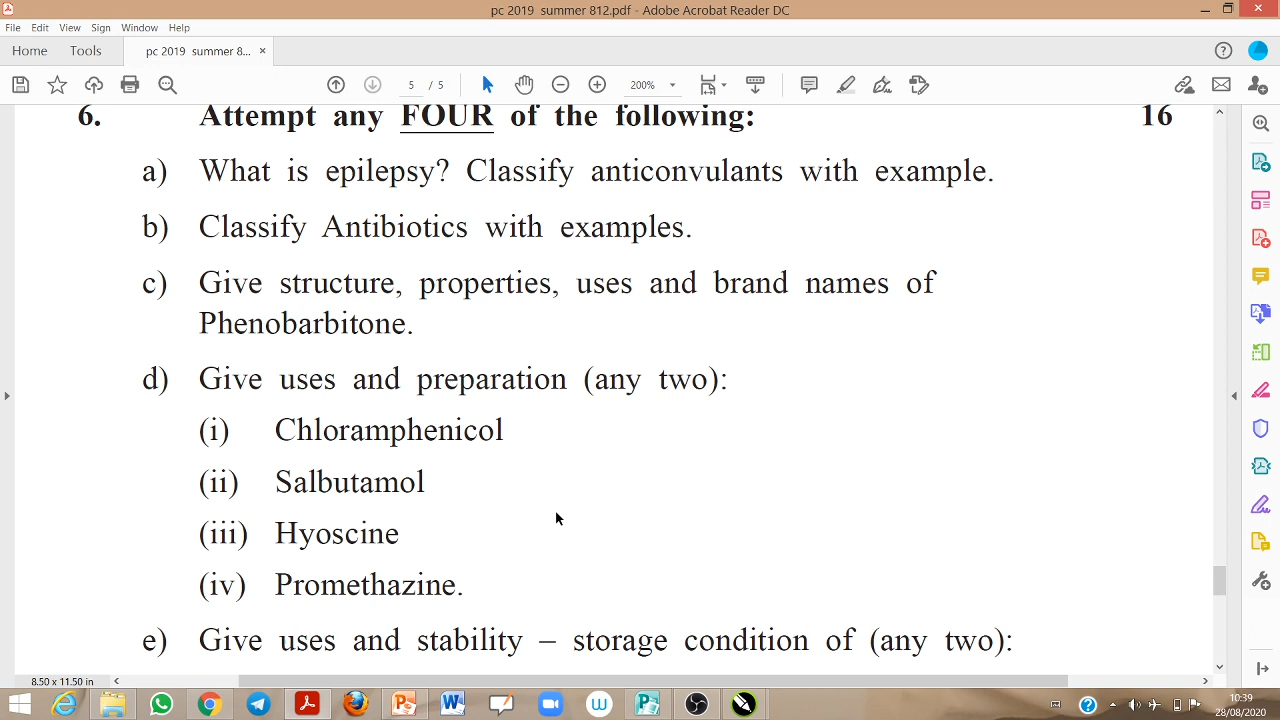 pc 2019 summer 812.pdf - Adobe Acrobat Reader DC
File Edit View Sign Window Help
Home Tools pc 2019 summer 8... ×
5 / 5 200%
6. Attempt any FOUR of the following: 16
a) What is epilepsy? Classify anticonvulants with example.
b) Classify Antibiotics with examples.
c) Give structure, properties, uses and brand names of
Phenobarbitone.
d) Give uses and preparation (any two):
(i) Chloramphenicol
(ii) Salbutamol
(iii) Hyoscine
(iv) Promethazine.
e) Give uses and stability – storage condition of (any two):
8.50 x 11.50 in
10:39
28/08/2020